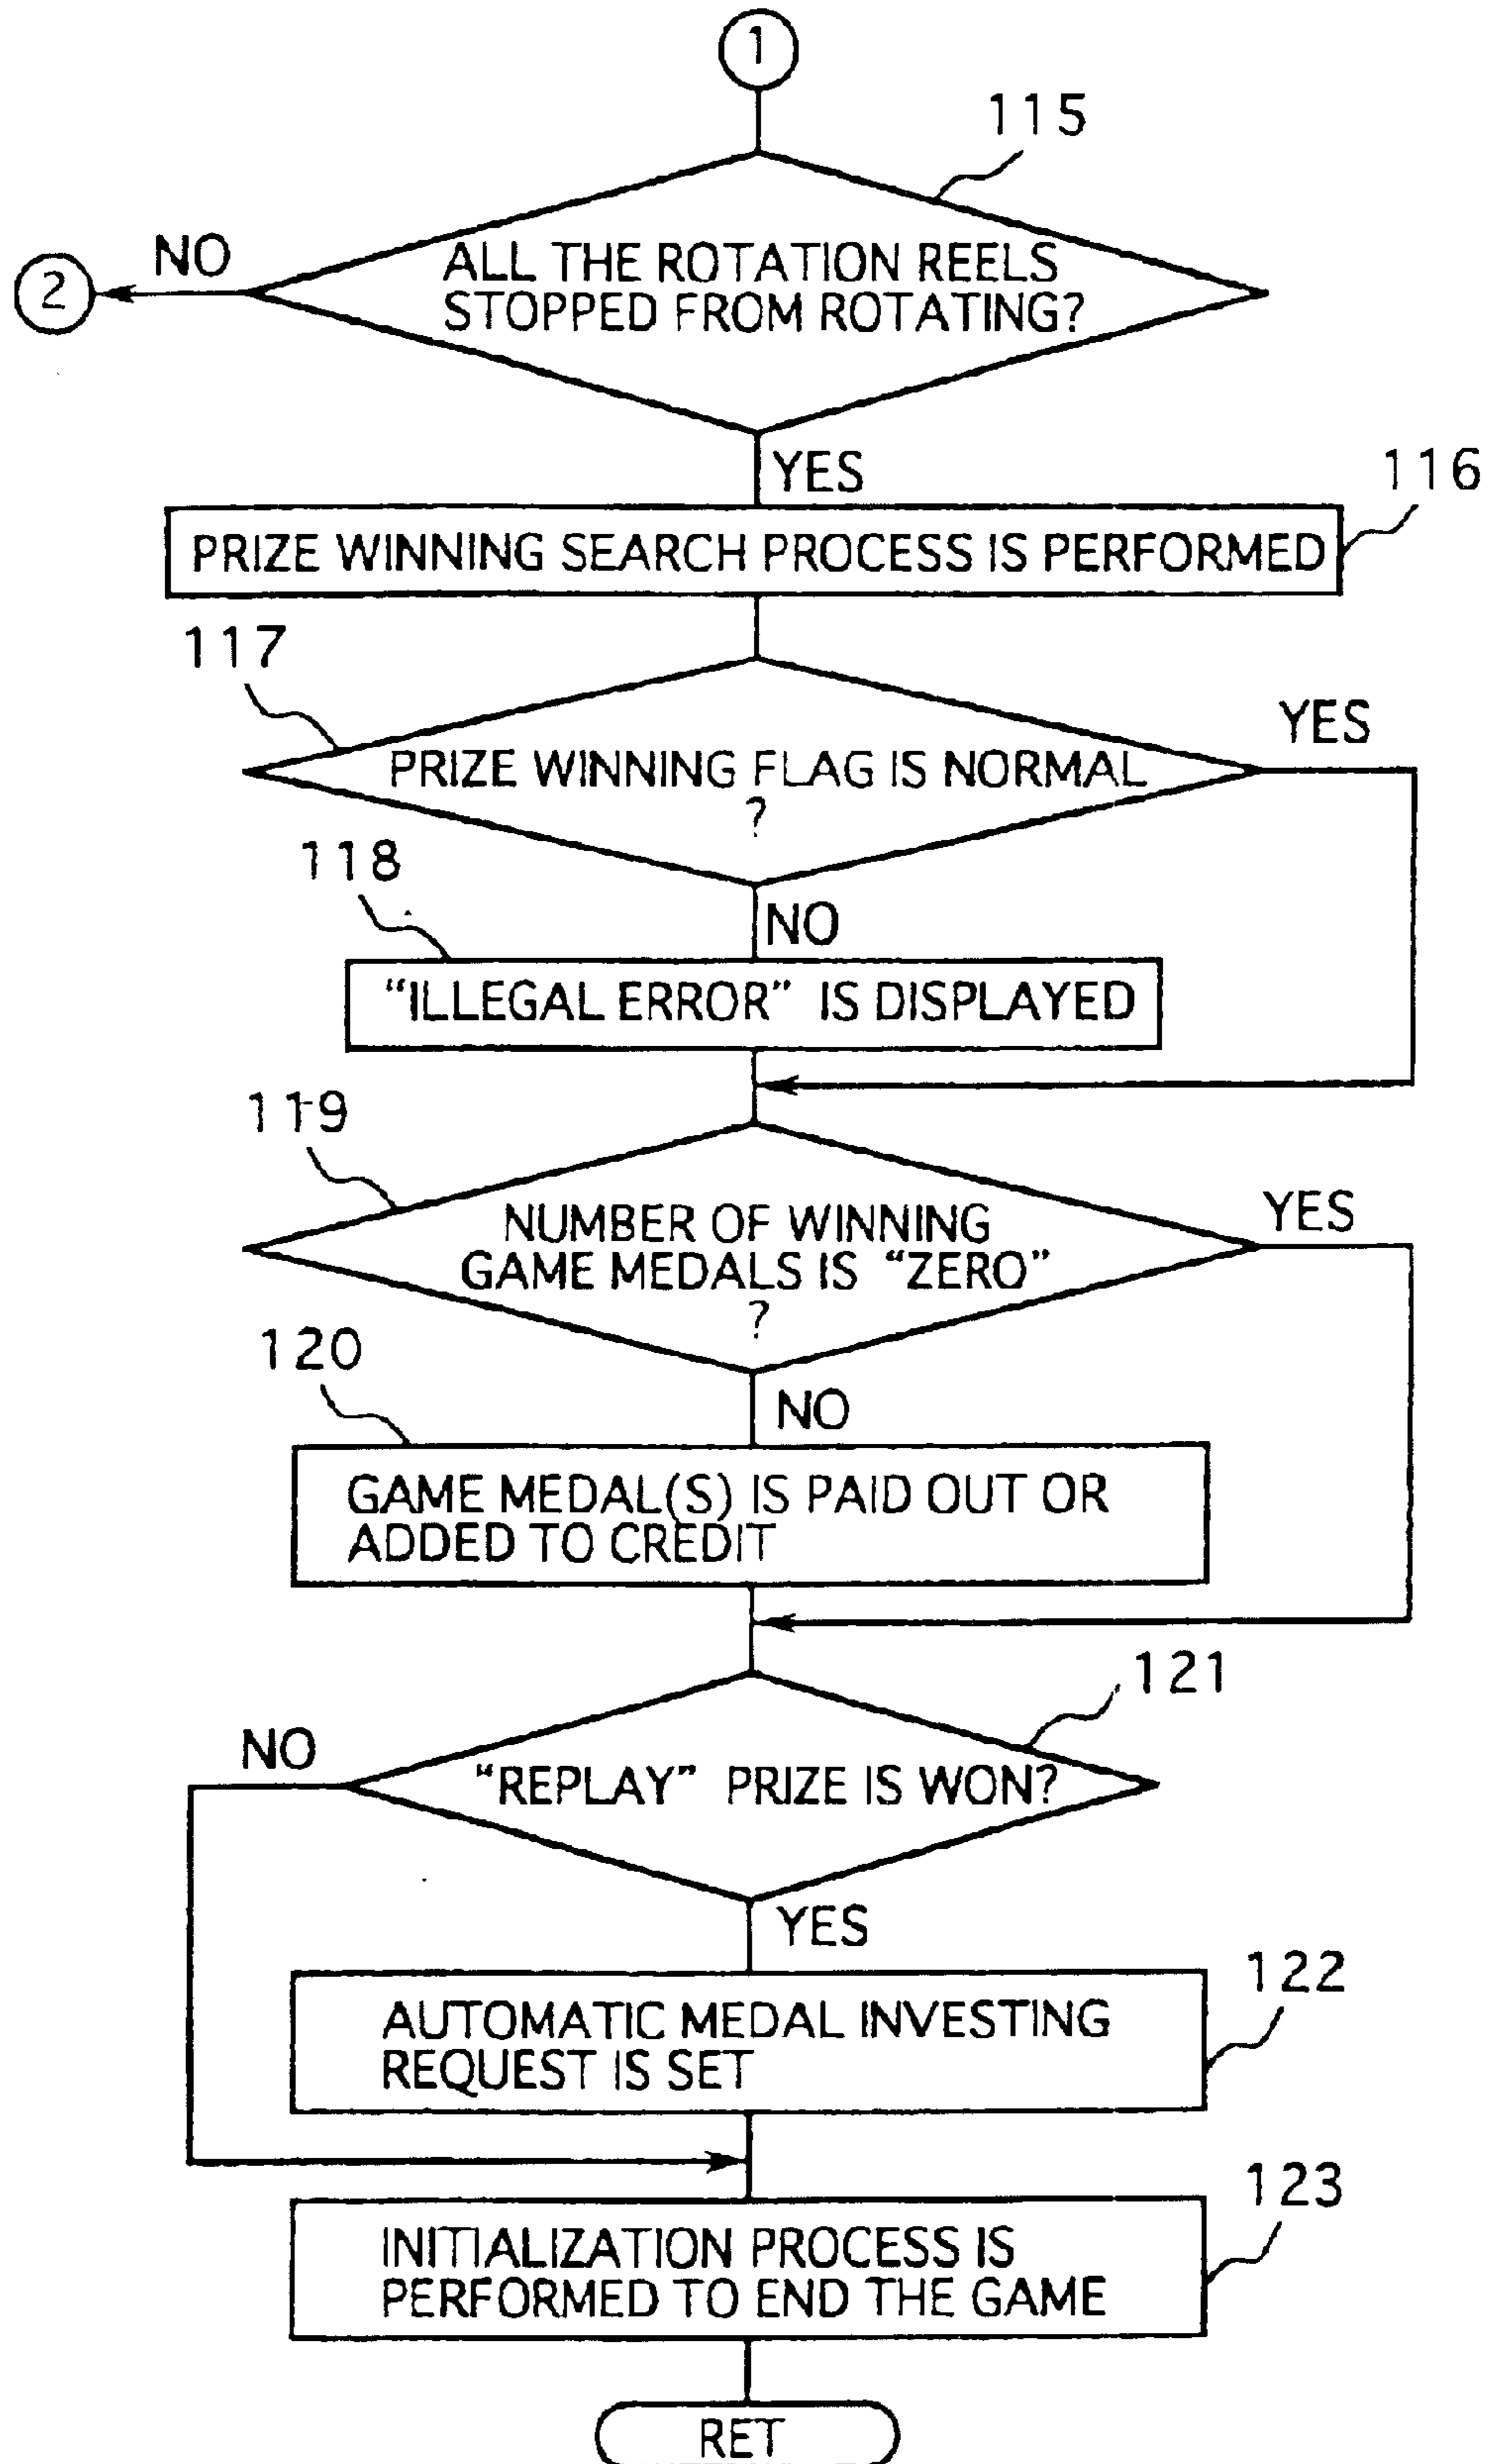 1
115
NO
2
ALL THE ROTATION REELS
STOPPED FROM ROTATING?
YES
116
PRIZE WINNING SEARCH PROCESS IS PERFORMED
117
YES
PRIZE WINNING FLAG IS NORMAL
?
118
NO
“ILLEGAL ERROR” IS DISPLAYED
119
YES
NUMBER OF WINNING
GAME MEDALS IS “ZERO”
?
120
NO
GAME MEDAL(S) IS PAID OUT OR
ADDED TO CREDIT
121
NO
“REPLAY” PRIZE IS WON?
YES
122
AUTOMATIC MEDAL INVESTING
REQUEST IS SET
123
INITIALIZATION PROCESS IS
PERFORMED TO END THE GAME
RET